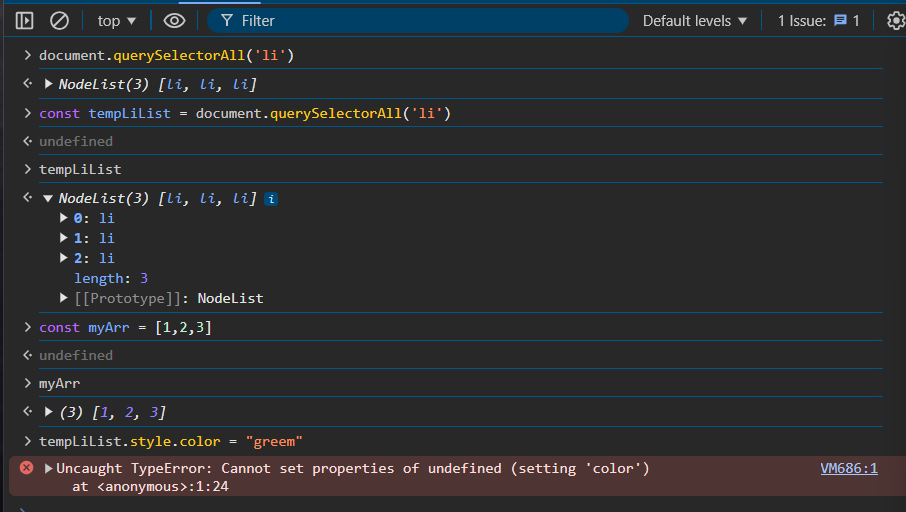 top ▼ Filter Default levels ▼ 1 Issue: 1
> document.querySelectorAll('li')
NodeList(3) [li, li, li]
> const tempLiList = document.querySelectorAll('li')
undefined
> tempLiList
NodeList(3) [li, li, li] i
0: li
1: li
2: li
length: 3
[[Prototype]]: NodeList
> const myArr = [1,2,3]
undefined
> myArr
(3) [1, 2, 3]
> tempLiList.style.color = "greem"
Uncaught TypeError: Cannot set properties of undefined (setting 'color') VM686:1
at <anonymous>:1:24